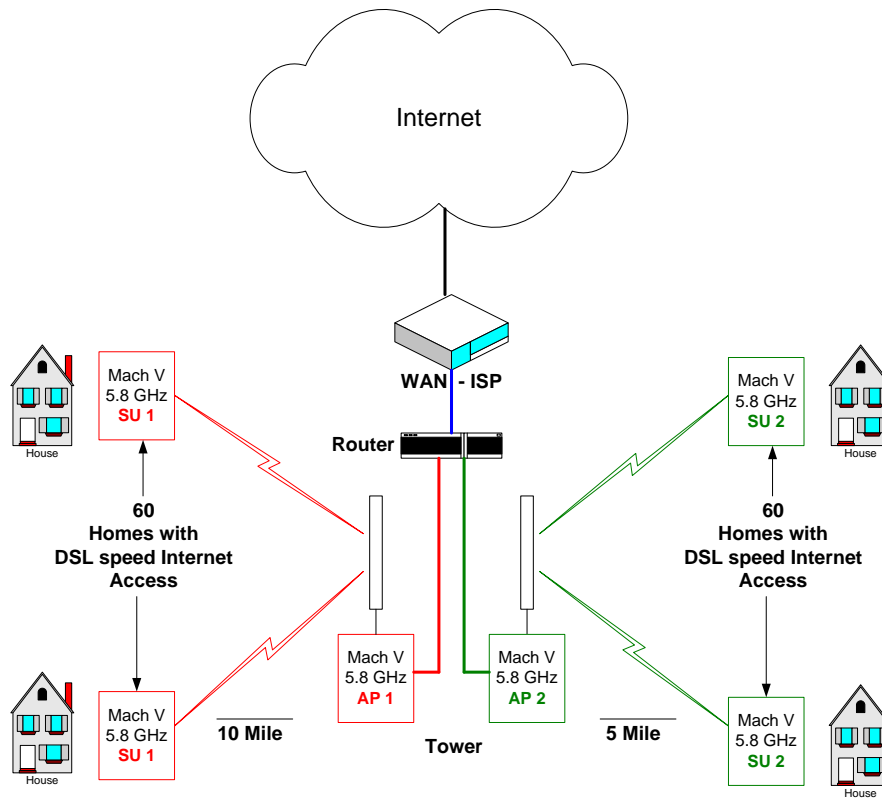 Internet
WAN - ISP
Router
Mach V
5.8 GHz
SU 1
House
60
Homes with
DSL speed Internet
Access
Mach V
5.8 GHz
SU 1
House
10 Mile
Mach V
5.8 GHz
AP 1
Tower
Mach V
5.8 GHz
AP 2
5 Mile
Mach V
5.8 GHz
SU 2
House
60
Homes with
DSL speed Internet
Access
Mach V
5.8 GHz
SU 2
House